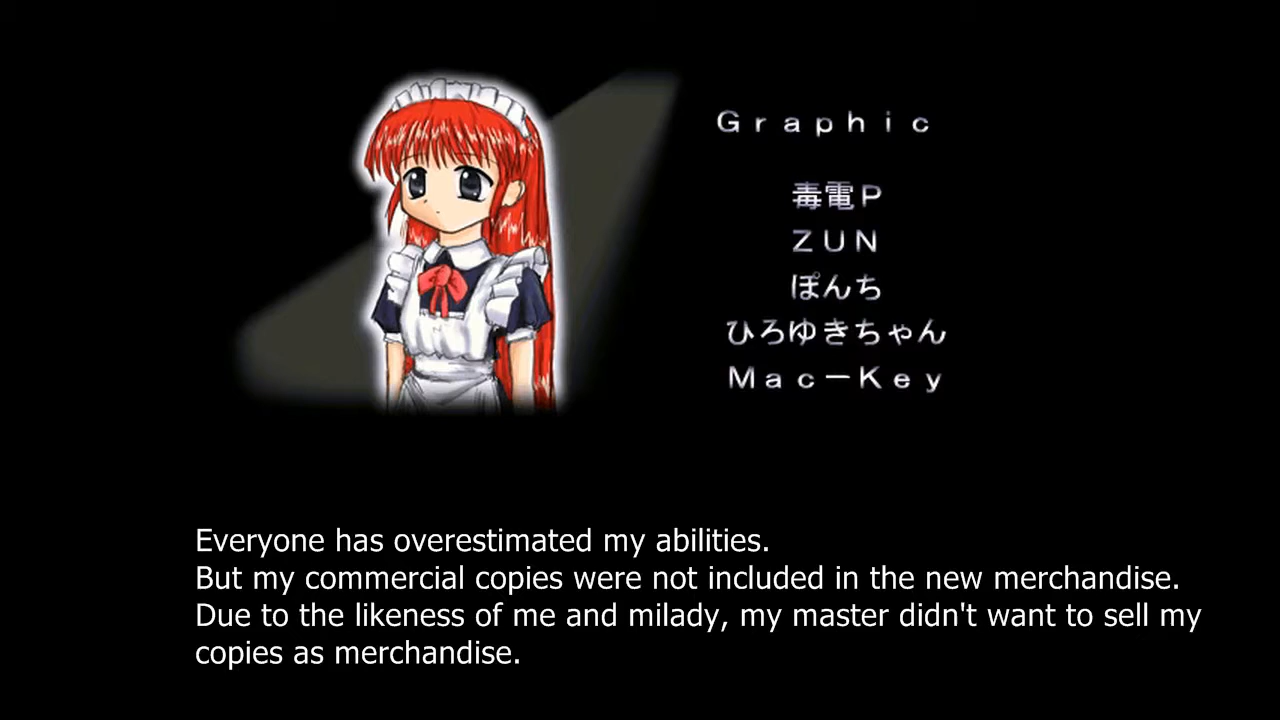 Ｇｒａｐｈｉｃ
毒電Ｐ
ＺＵＮ
ぽんち
ひろゆきちゃん
Ｍａｃ－Ｋｅｙ
Everyone has overestimated my abilities.
But my commercial copies were not included in the new merchandise.
Due to the likeness of me and milady, my master didn't want to sell my
copies as merchandise.